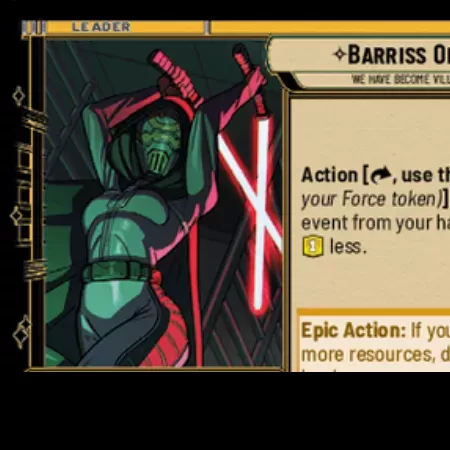 LEADER
BARRISS O
WE HAVE BECOME VILL
Action [, use th
your Force token)]
event from your ha
1 less.
Epic Action: If you
more resources, d